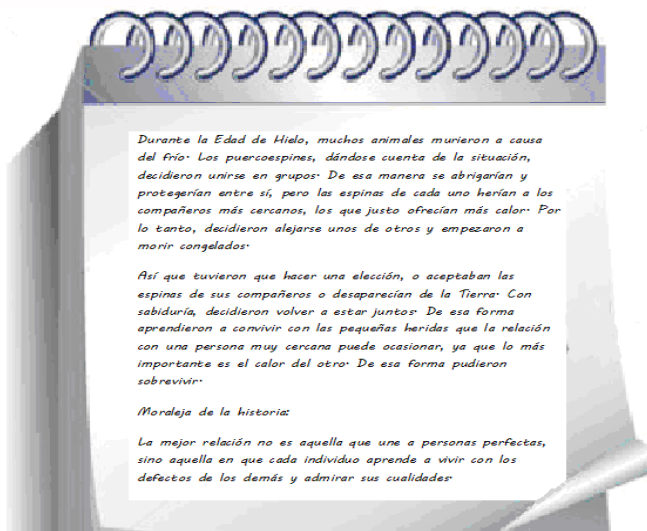 Durante la Edad de Hielo, muchos animales murieron a causa
del frío. Los puercoespines, dándose cuenta de la situación,
decidieron unirse en grupos. De esa manera se abrigarían y
protegerían entre sí, pero las espinas de cada uno herían a los
compañeros más cercanos, los que justo ofrecían más calor. Por
lo tanto, decidieron alejarse unos de otros y empezaron a
morir congelados.
Así que tuvieron que hacer una elección, o aceptaban las
espinas de sus compañeros o desaparecían de la Tierra. Con
sabiduría, decidieron volver a estar juntos. De esa forma
aprendieron a convivir con las pequeñas heridas que la relación
con una persona muy cercana puede ocasionar, ya que lo más
importante es el calor del otro. De esa forma pudieron
sobrevivir.
Moraleja de la historia:
La mejor relación no es aquella que une a personas perfectas,
sino aquella en que cada individuo aprende a vivir con los
defectos de los demás y admirar sus cualidades.